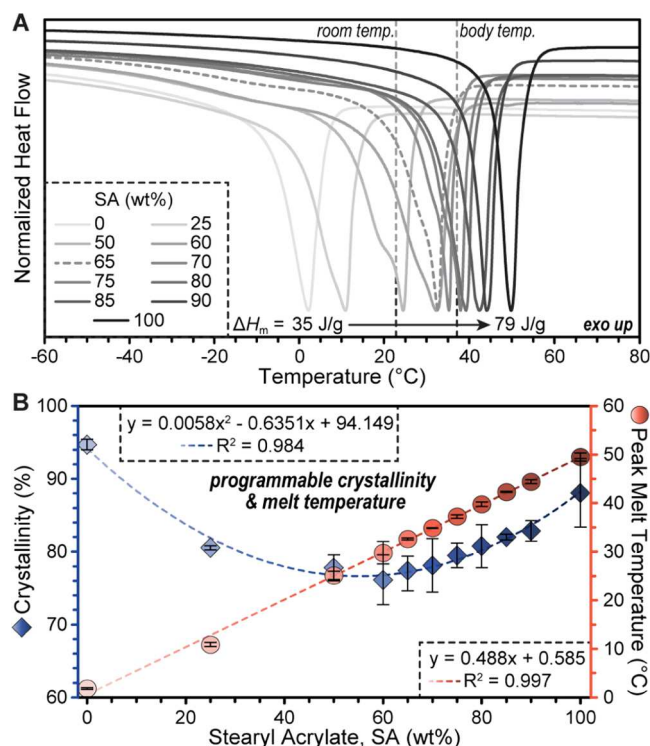 A
room temp.
body temp.
Normalized Heat Flow
SA (wt%)
0 25
50 60
65 70
75 80
85 90
100
ΔHm = 35 J/g 79 J/g
exo up
-60 -40 -20 0 20 40 60 80
Temperature (°C)
B
y = 0.0058x² - 0.6351x + 94.149
R² = 0.984
programmable crystallinity
& melt temperature
Crystallinity (%)
100
90
80
70
60
Peak Melt Temperature (°C)
60
50
40
30
20
10
0
y = 0.488x + 0.585
R² = 0.997
0 20 40 60 80 100
Stearyl Acrylate, SA (wt%)